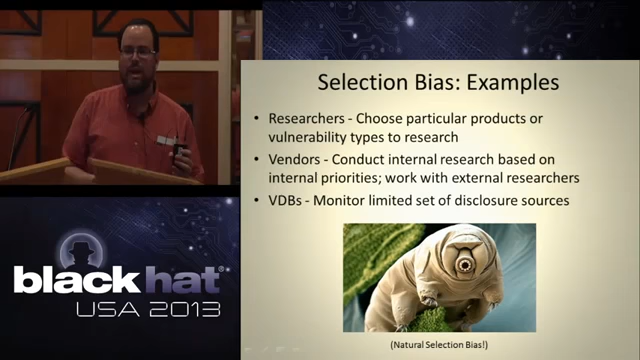 Selection Bias: Examples
• Researchers - Choose particular products or
vulnerability types to research
• Vendors - Conduct internal research based on
internal priorities; work with external researchers
• VDBs - Monitor limited set of disclosure sources
(Natural Selection Bias!)
black hat®
USA 2013